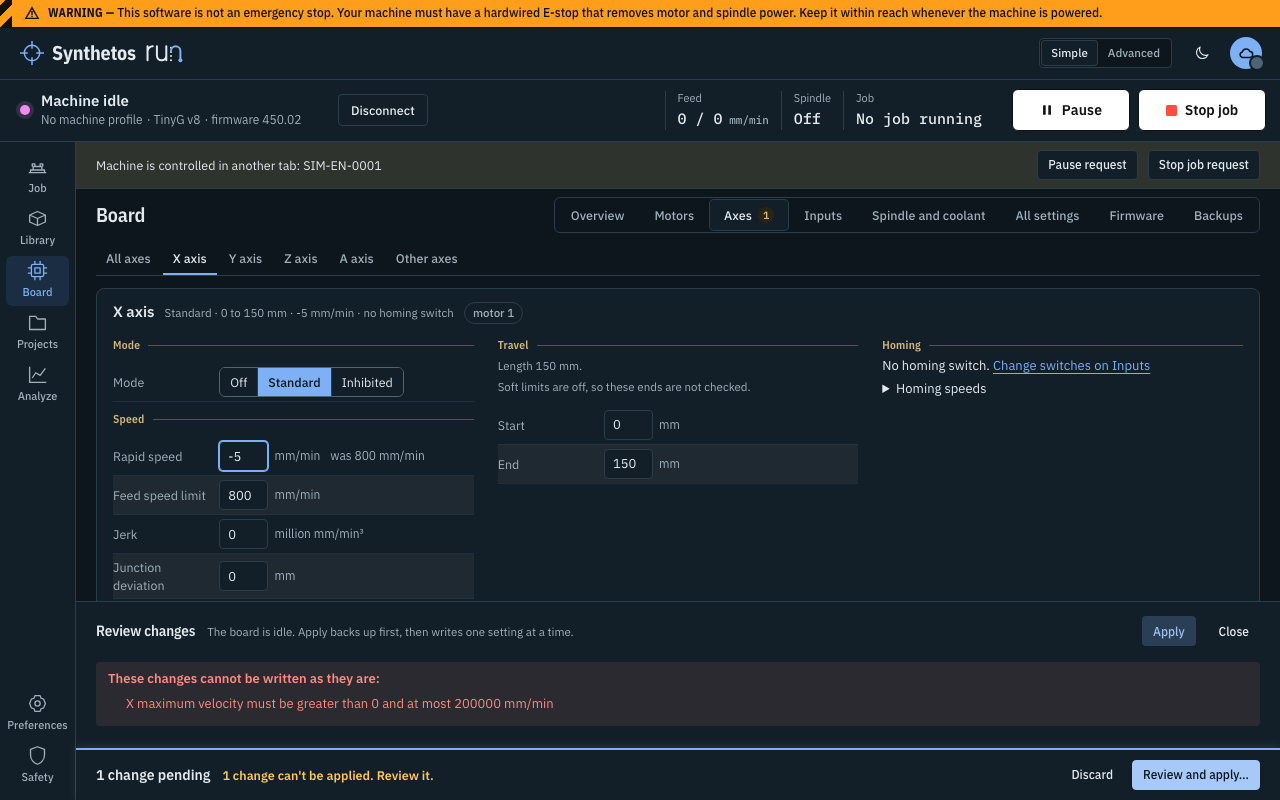 WARNING — This software is not an emergency stop. Your machine must have a hardwired E-stop that removes motor and spindle power. Keep it within reach whenever the machine is powered.
Synthetos run
Simple
Advanced
Machine idle
No machine profile · TinyG v8 · firmware 450.02
Disconnect
Feed
0 / 0 mm/min
Spindle
Off
Job
No job running
Pause
Stop job
Job
Library
Board
Projects
Analyze
Preferences
Safety
Machine is controlled in another tab: SIM-EN-0001
Pause request
Stop job request
Board
Overview
Motors
Axes 1
Inputs
Spindle and coolant
All settings
Firmware
Backups
All axes
X axis
Y axis
Z axis
A axis
Other axes
X axis Standard · 0 to 150 mm · -5 mm/min · no homing switch motor 1
Mode
Mode Off Standard Inhibited
Speed
Rapid speed -5 mm/min was 800 mm/min
Feed speed limit 800 mm/min
Jerk 0 million mm/min³
Junction deviation 0 mm
Travel
Length 150 mm.
Soft limits are off, so these ends are not checked.
Start 0 mm
End 150 mm
Homing
No homing switch. Change switches on Inputs
Homing speeds
Review changes The board is idle. Apply backs up first, then writes one setting at a time.
Apply
Close
These changes cannot be written as they are:
X maximum velocity must be greater than 0 and at most 200000 mm/min
1 change pending 1 change can't be applied. Review it.
Discard
Review and apply...